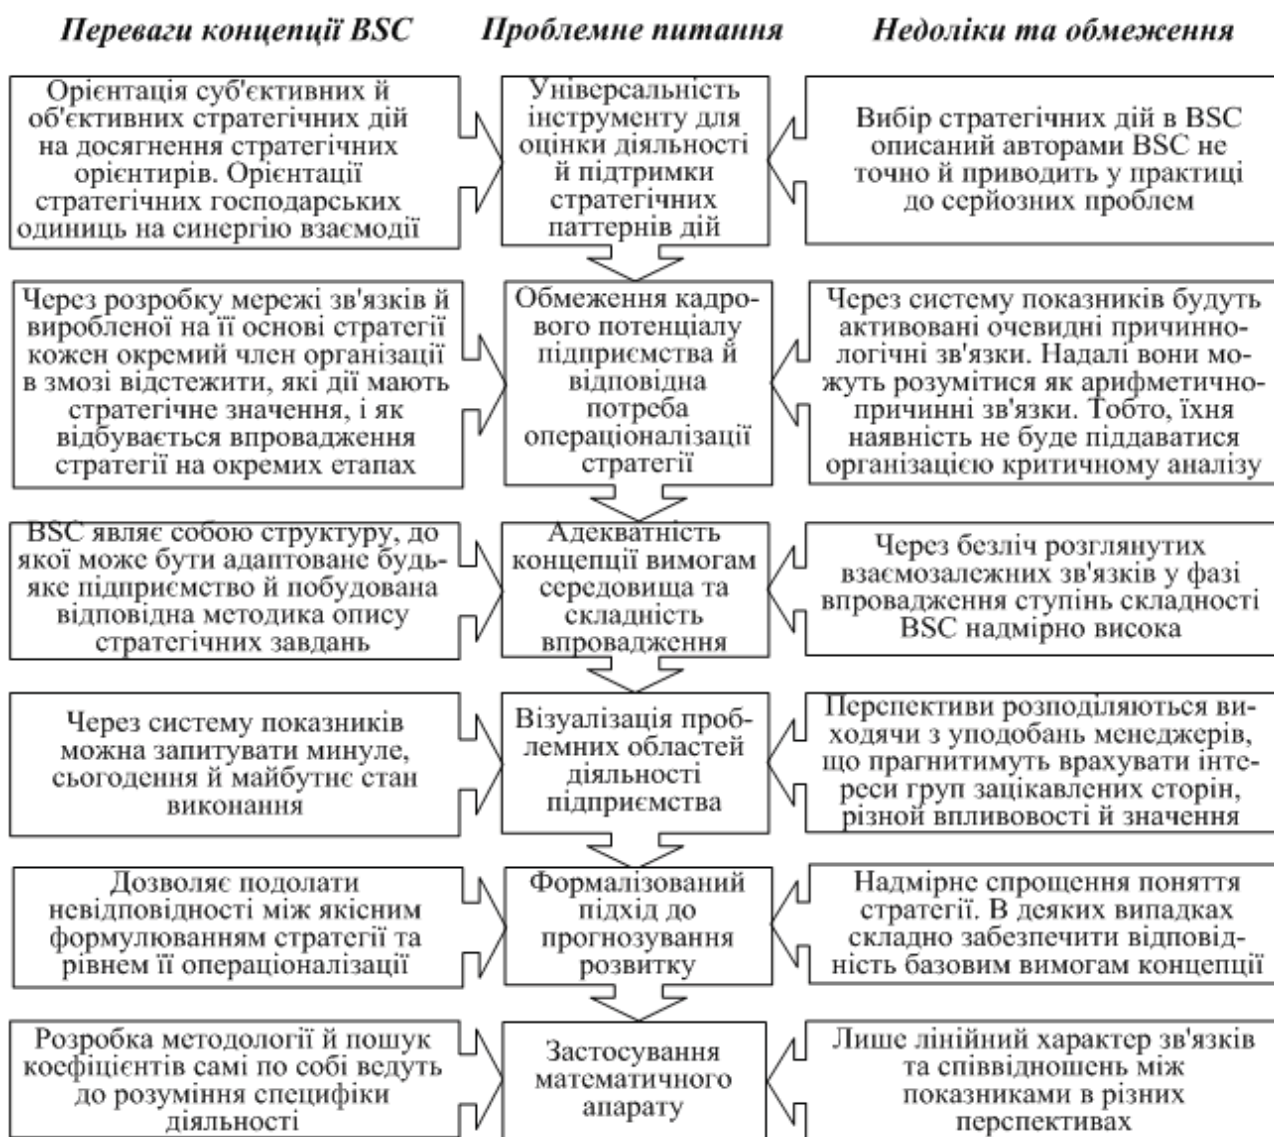 Переваги концепції BSC
Проблемне питання
Недоліки та обмеження
Орієнтація суб'єктивних й
об'єктивних стратегічних дій
на досягнення стратегічних
орієнтирів. Орієнтації
стратегічних господарських
одиниць на синергію взаємодії
Універсальність
інструменту для
оцінки діяльності
й підтримки
стратегічних
паттернів дій
Вибір стратегічних дій в BSC
описаний авторами BSC не
точно й приводить у практиці
до серйозних проблем
Через розробку мережі зв'язків й
виробленої на її основі стратегії
кожен окремий член організації
в змозі відстежити, які дії мають
стратегічне значення, і як
відбувається впровадження
стратегії на окремих етапах
Обмеження кадро-
вого потенціалу
підприємства й
відповідна
потреба
операціоналізації
стратегії
Через систему показників будуть
активовані очевидні причинно-
логічні зв'язки. Надалі вони мо-
жуть розумітися як арифметично-
причинні зв'язки. Тобто, їхня
наявність не буде піддаватися
організацією критичному аналізу
BSC являє собою структуру, до
якої може бути адаптоване будь-
яке підприємство й побудована
відповідна методика опису
стратегічних завдань
Адекватність
концепції вимогам
середовища та
складність
впровадження
Через безліч розглянутих
взаємозалежних зв'язків у фазі
впровадження ступінь складності
BSC надмірно висока
Через систему показників
можна запитувати минуле,
сьогодення й майбутнє стан
виконання
Візуалізація проб-
лемних областей
діяльності
підприємства
Перспективи розподіляються ви-
ходячи з уподобань менеджерів,
що прагнитимуть врахувати інте-
реси груп зацікавлених сторін,
різной впливовості й значення
Дозволяє подолати
невідповідності між якісним
формулюванням стратегії та
рівнем її операціоналізації
Формалізований
підхід до
прогнозування
розвитку
Надмірне спрощення поняття
стратегії. В деяких випадках
складно забезпечити відповід-
ність базовим вимогам концепції
Розробка методології й пошук
коефіцієнтів самі по собі ведуть
до розуміння специфіки
діяльності
Застосування
математичного
апарату
Лише лінійний характер зв'язків
та співвідношень між
показниками в різних
перспективах